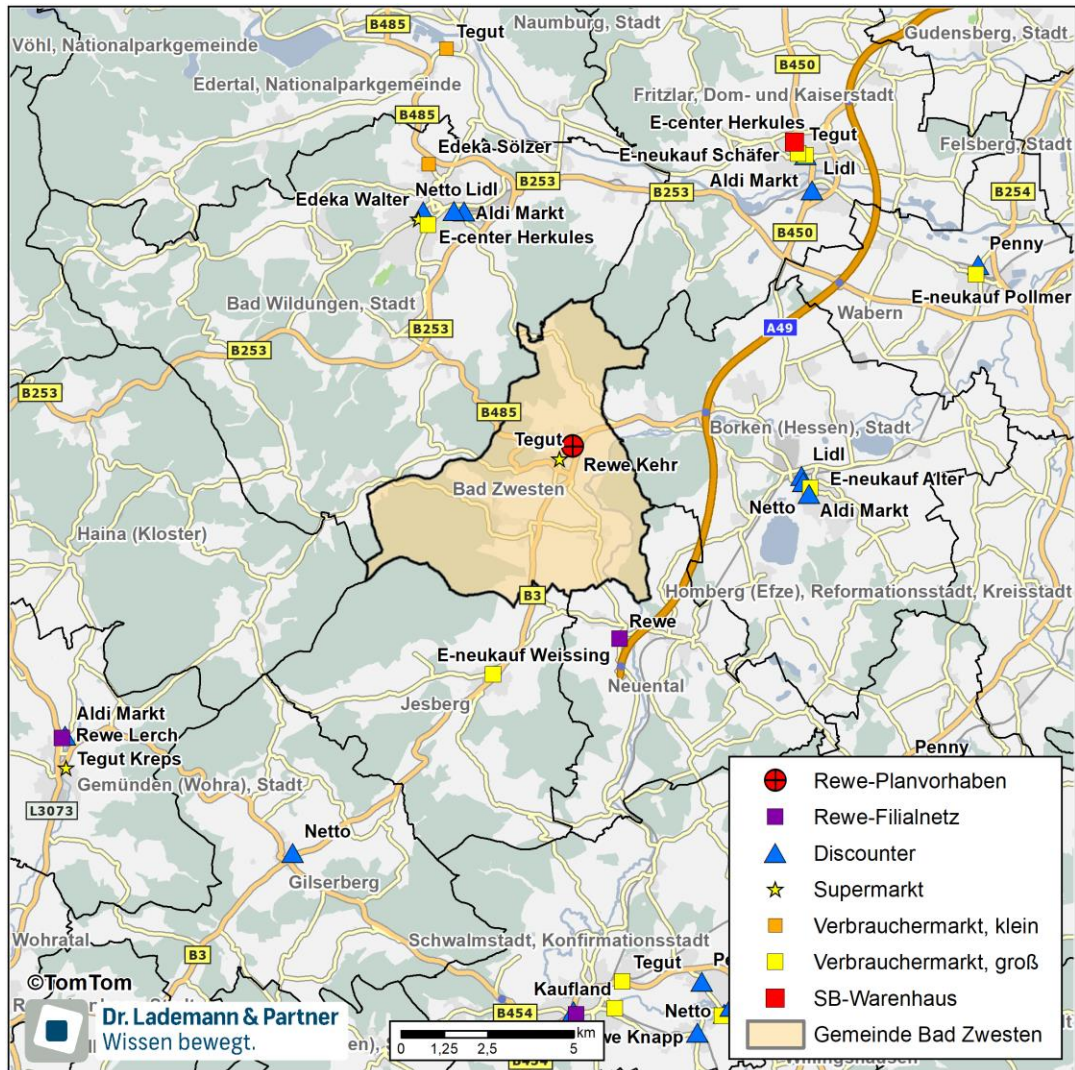 B485
Tegut
Naumburg, Stadt
Vöhl, Nationalparkgemeinde
Gudensberg, Stadt
B450
Edertal, Nationalparkgemeinde
Fritzlar, Dom- und Kaiserstadt
B485
E-center Herkules
Tegut
Edeka Sölzer
E-neukauf Schäfer
Lidl
Felsberg, Stadt
B253
Netto Lidl
Aldi Markt
B253
B254
Edeka Walter
Aldi Markt
E-center Herkules
B450
Penny
Bad Wildungen, Stadt
E-neukauf Pollmer
Wabern
B253
A49
B253
B253
B485
Tegut
Borken (Hessen), Stadt
Rewe Kehr
Lidl
Bad Zwesten
E-neukauf Alter
Netto
Aldi Markt
Haina (Kloster)
B3
Homberg (Efze), Reformationsstadt, Kreisstadt
Rewe
E-neukauf Weissing
Neuental
Jesberg
Aldi Markt
Rewe Lerch
Tegut Kreps
Gemünden (Wohra), Stadt
L3073
Penny
Netto
Gilserberg
Wohratal
B3
Schwalmstadt, Konfirmationsstadt
Tegut
Kaufland
Netto
B454
B454
Rewe-Planvorhaben
Rewe-Filialnetz
Discounter
Supermarkt
Verbrauchermarkt, klein
Verbrauchermarkt, groß
SB-Warenhaus
Gemeinde Bad Zwesten
©TomTom
Dr. Lademann & Partner
Wissen bewegt.
km
0 1,25 2,5 5